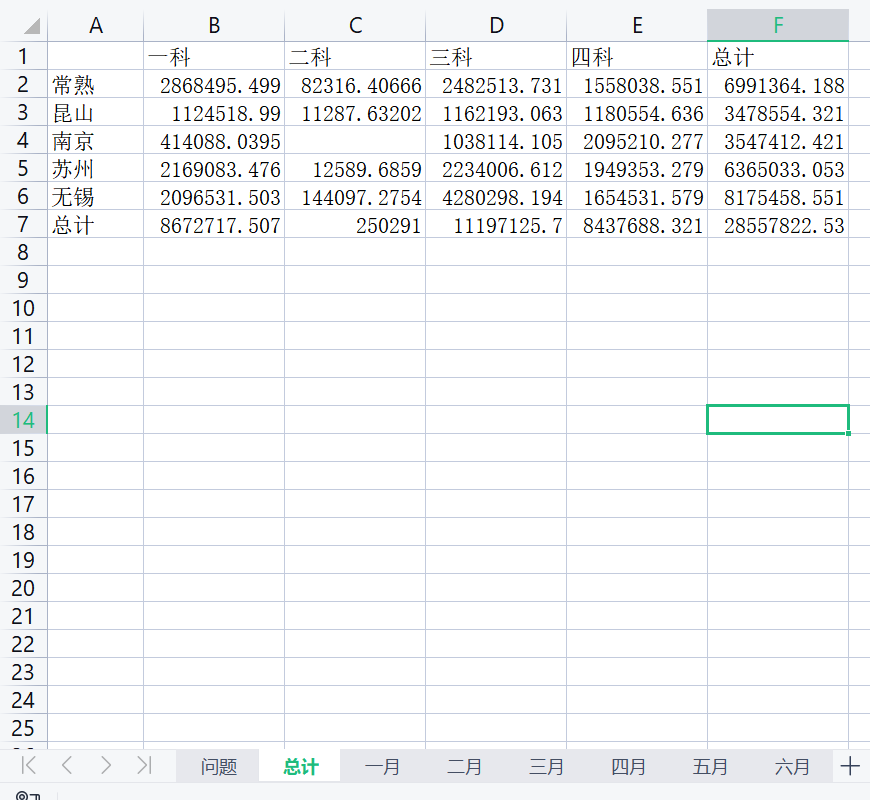 A B C D E F
1 一科 二科 三科 四科 总计
2 常熟 2868495.499 82316.40666 2482513.731 1558038.551 6991364.188
3 昆山 1124518.99 11287.63202 1162193.063 1180554.636 3478554.321
4 南京 414088.0395 1038114.105 2095210.277 3547412.421
5 苏州 2169083.476 12589.6859 2234006.612 1949353.279 6365033.053
6 无锡 2096531.503 144097.2754 4280298.194 1654531.579 8175458.551
7 总计 8672717.507 250291 11197125.7 8437688.321 28557822.53
8
9
10
11
12
13
14
15
16
17
18
19
20
21
22
23
24
25
问题 总计 一月 二月 三月 四月 五月 六月